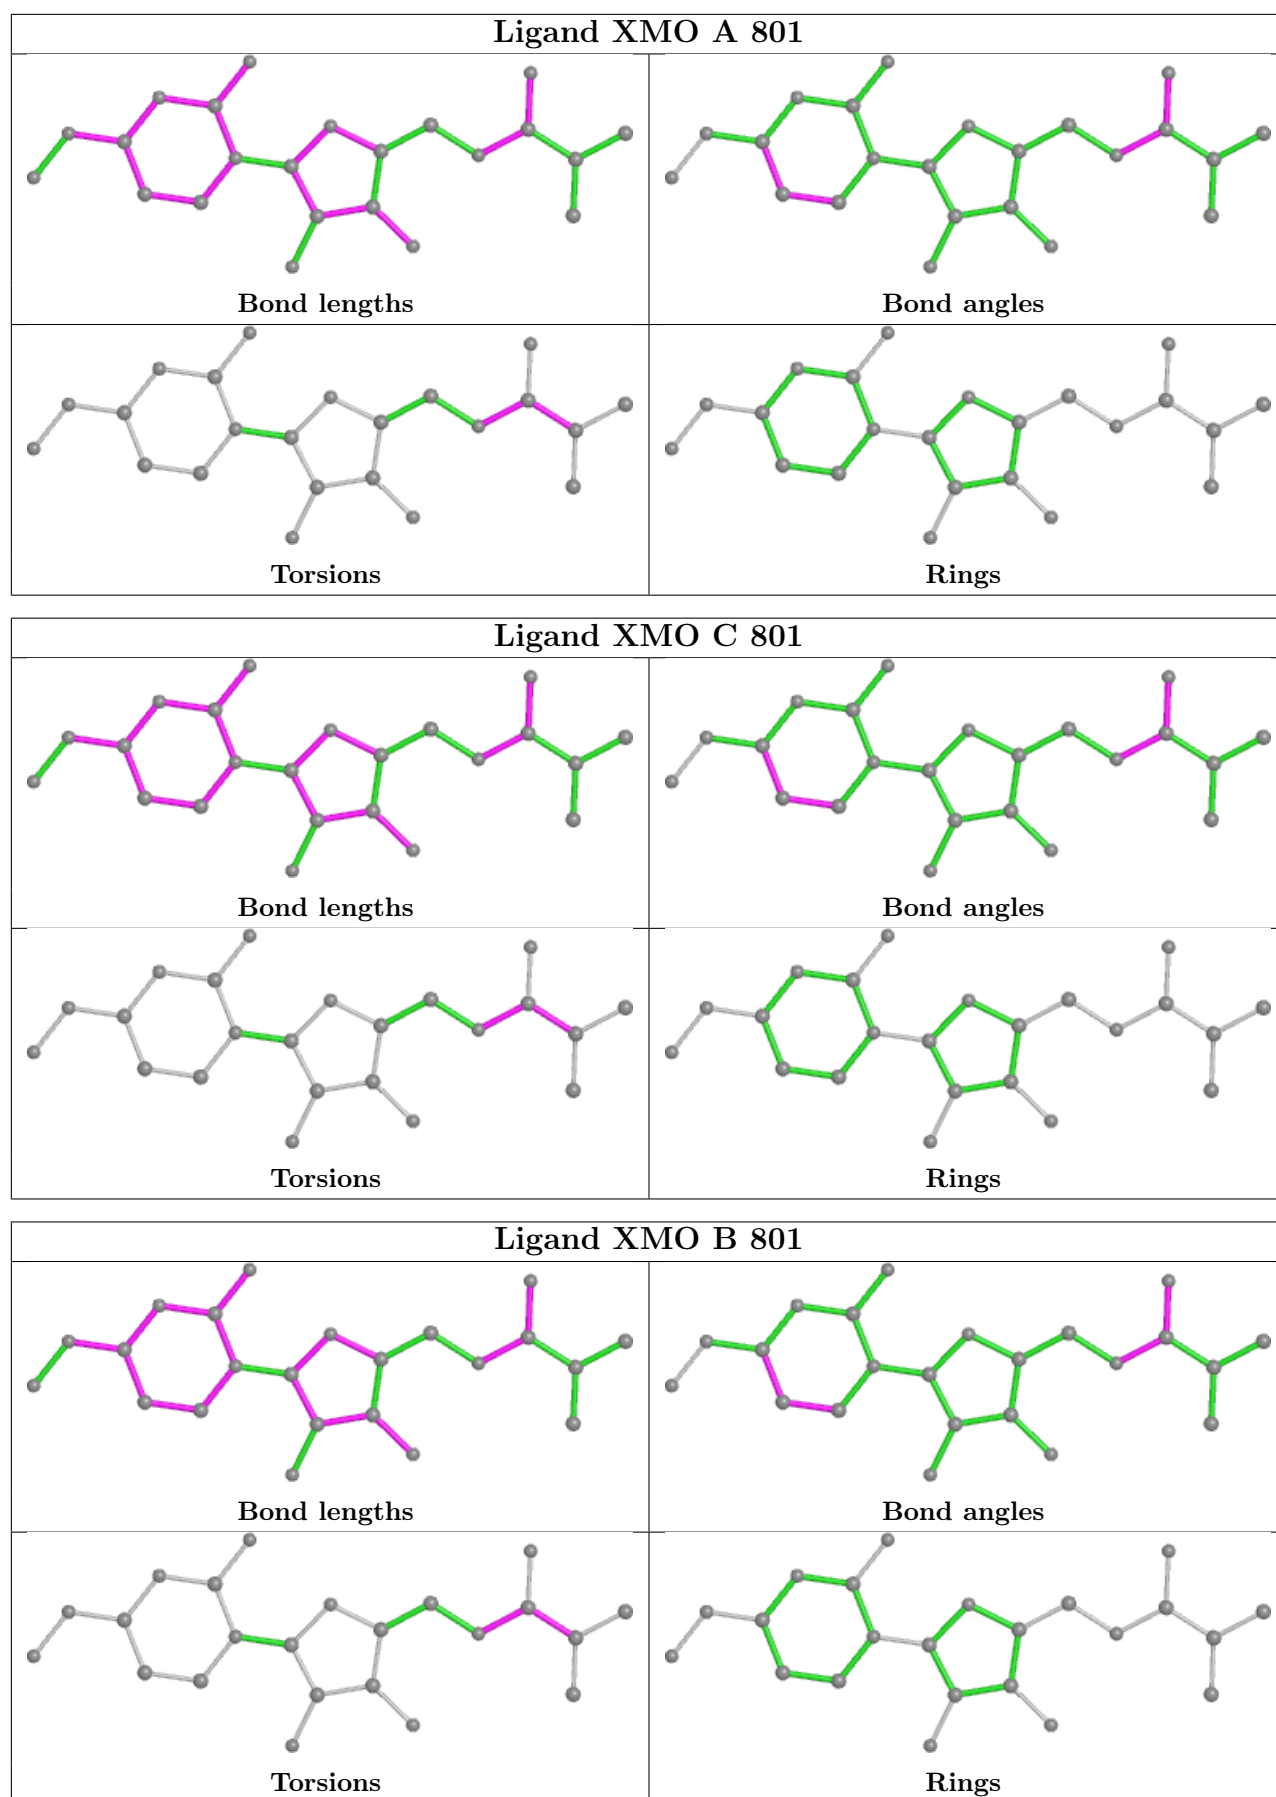 Ligand XMO A 801
Bond lengths
Bond angles
Torsions
Rings
Ligand XMO C 801
Bond lengths
Bond angles
Torsions
Rings
Ligand XMO B 801
Bond lengths
Bond angles
Torsions
Rings